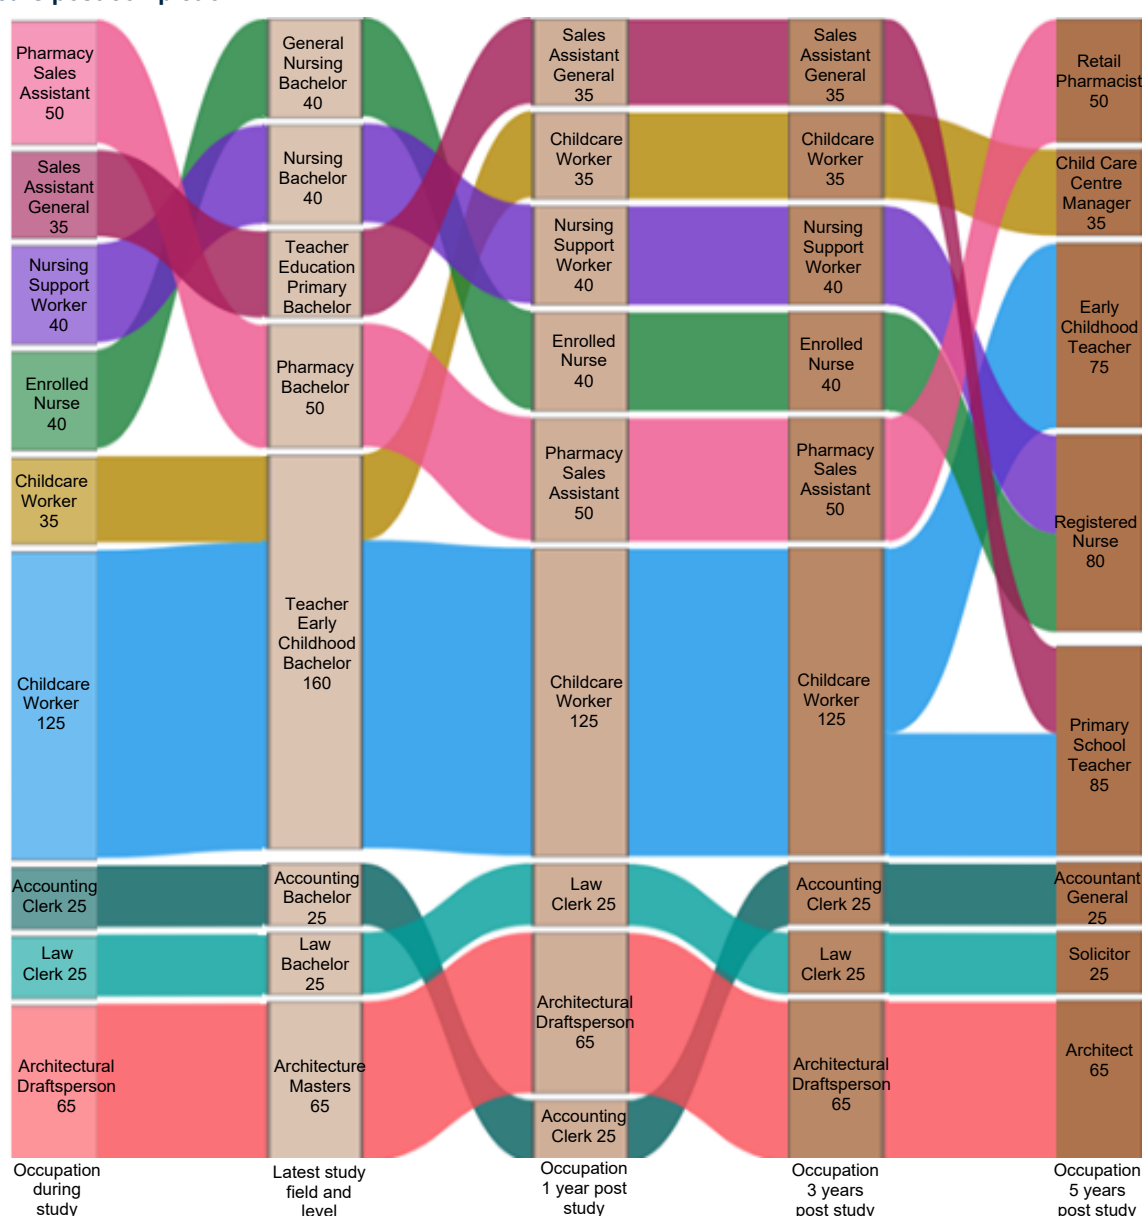 Pharmacy
Sales
Assistant
50
Sales
Assistant
General
35
Nursing
Support
Worker
40
Enrolled
Nurse
40
Childcare
Worker
35
Childcare
Worker
125
Accounting
Clerk 25
Law
Clerk 25
Architectural
Draftsperson
65
Occupation
during
study
General
Nursing
Bachelor
40
Nursing
Bachelor
40
Teacher
Education
Primary
Bachelor
Pharmacy
Bachelor
50
Teacher
Early
Childhood
Bachelor
160
Accounting
Bachelor
25
Law
Bachelor
25
Architecture
Masters
65
Latest study
field and
level
Sales
Assistant
General
35
Childcare
Worker
35
Nursing
Support
Worker
40
Enrolled
Nurse
40
Pharmacy
Sales
Assistant
50
Childcare
Worker
125
Law
Clerk 25
Architectural
Draftsperson
65
Accounting
Clerk 25
Occupation
1 year post
study
Sales
Assistant
General
35
Childcare
Worker
35
Nursing
Support
Worker
40
Enrolled
Nurse
40
Pharmacy
Sales
Assistant
50
Childcare
Worker
125
Accounting
Clerk 25
Law
Clerk 25
Architectural
Draftsperson
65
Occupation
3 years
post study
Retail
Pharmacist
50
Child Care
Centre
Manager
35
Early
Childhood
Teacher
75
Registered
Nurse
80
Primary
School
Teacher
85
Accountant
General
25
Solicitor
25
Architect
65
Occupation
5 years
post study